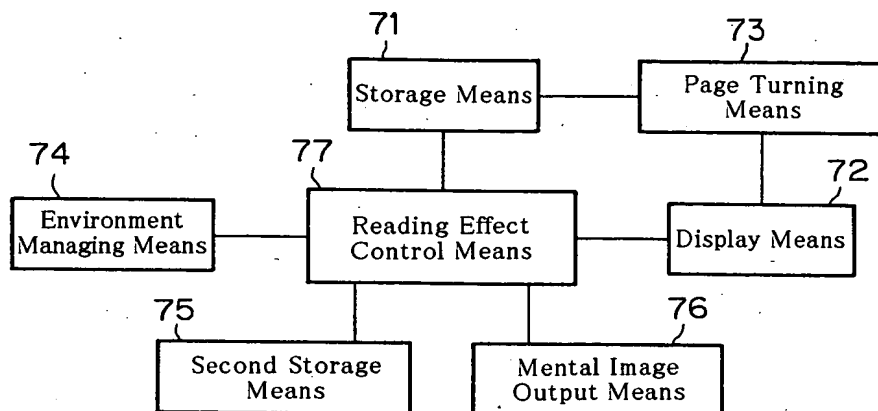 71
Storage Means
73
Page Turning
Means
74
Environment
Managing Means
77
Reading Effect
Control Means
72
Display Means
75
Second Storage
Means
76
Mental Image
Output Means